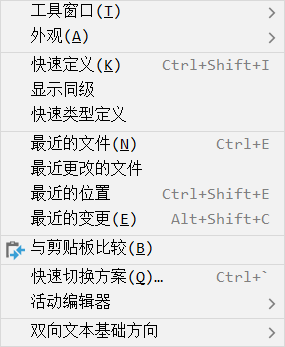 工具窗口(T)
外观(A)
快速定义(K) Ctrl+Shift+I
显示同级
快速类型定义
最近的文件(N) Ctrl+E
最近更改的文件
最近的位置 Ctrl+Shift+E
最近的变更(E) Alt+Shift+C
与剪贴板比较(B)
快速切换方案(Q)… Ctrl+`
活动编辑器
双向文本基础方向